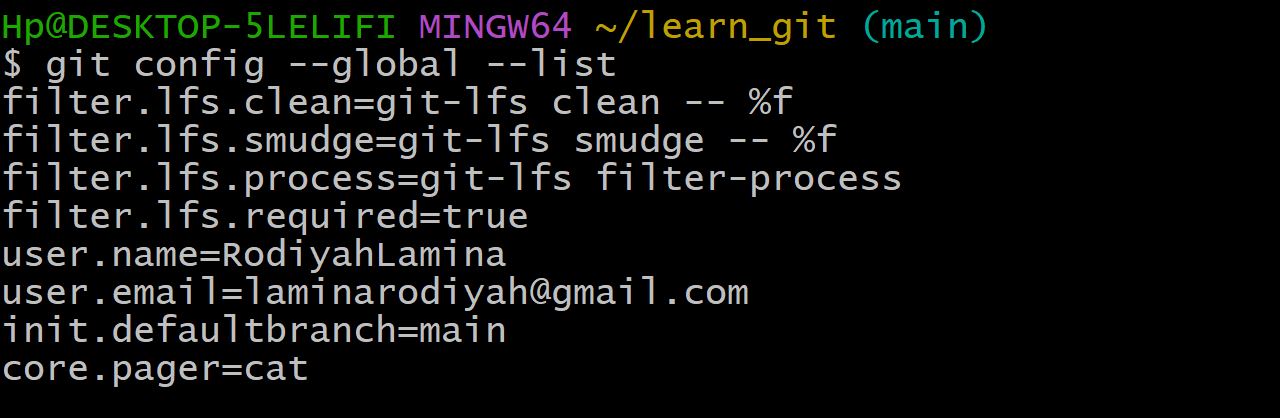 Hp@DESKTOP-5LELIFI MINGW64 ~/learn_git (main)
$ git config --global --list
filter.lfs.clean=git-lfs clean -- %f
filter.lfs.smudge=git-lfs smudge -- %f
filter.lfs.process=git-lfs filter-process
filter.lfs.required=true
user.name=RodiyahLamina
user.email=laminarodiyah@gmail.com
init.defaultbranch=main
core.pager=cat